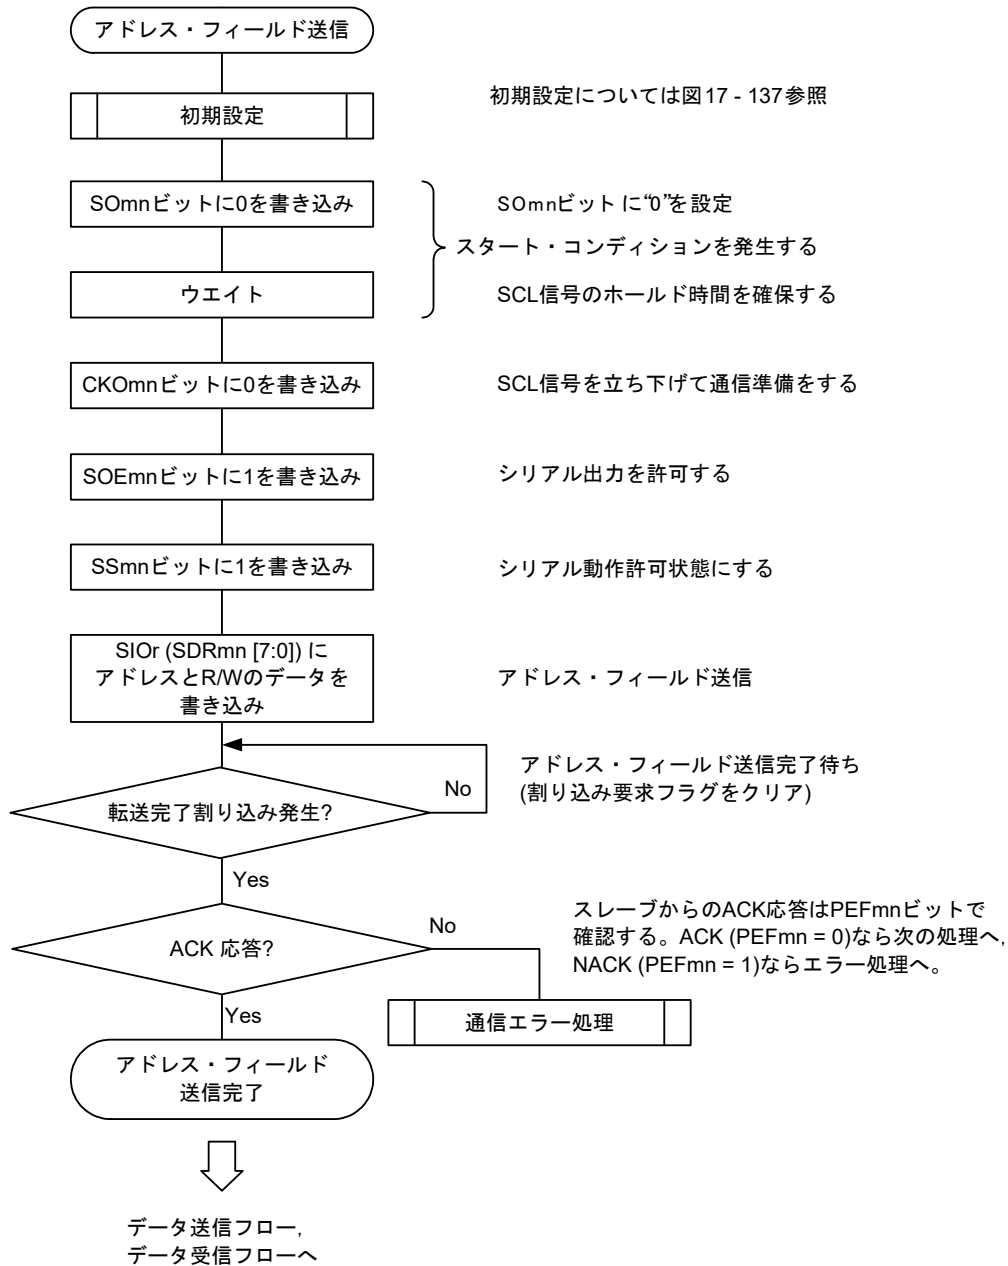 アドレス・フィールド送信
初期設定
初期設定については図17 - 137参照
SOmnビットに0を書き込み
SOmnビット に“0”を設定
スタート・コンディションを発生する
ウエイト
SCL信号のホールド時間を確保する
CKOmnビットに0を書き込み
SCL信号を立ち下げて通信準備をする
SOEmnビットに1を書き込み
シリアル出力を許可する
SSmnビットに1を書き込み
シリアル動作許可状態にする
SIOr (SDRmn [7:0]) に
アドレスとR/Wのデータを
書き込み
アドレス・フィールド送信
転送完了割り込み発生?
No
アドレス・フィールド送信完了待ち
(割り込み要求フラグをクリア)
Yes
ACK 応答?
No
スレーブからのACK応答はPEFmnビットで
確認する。ACK (PEFmn = 0)なら次の処理へ,
NACK (PEFmn = 1)ならエラー処理へ。
Yes
通信エラー処理
アドレス・フィールド
送信完了
データ送信フロー,
データ受信フローへ